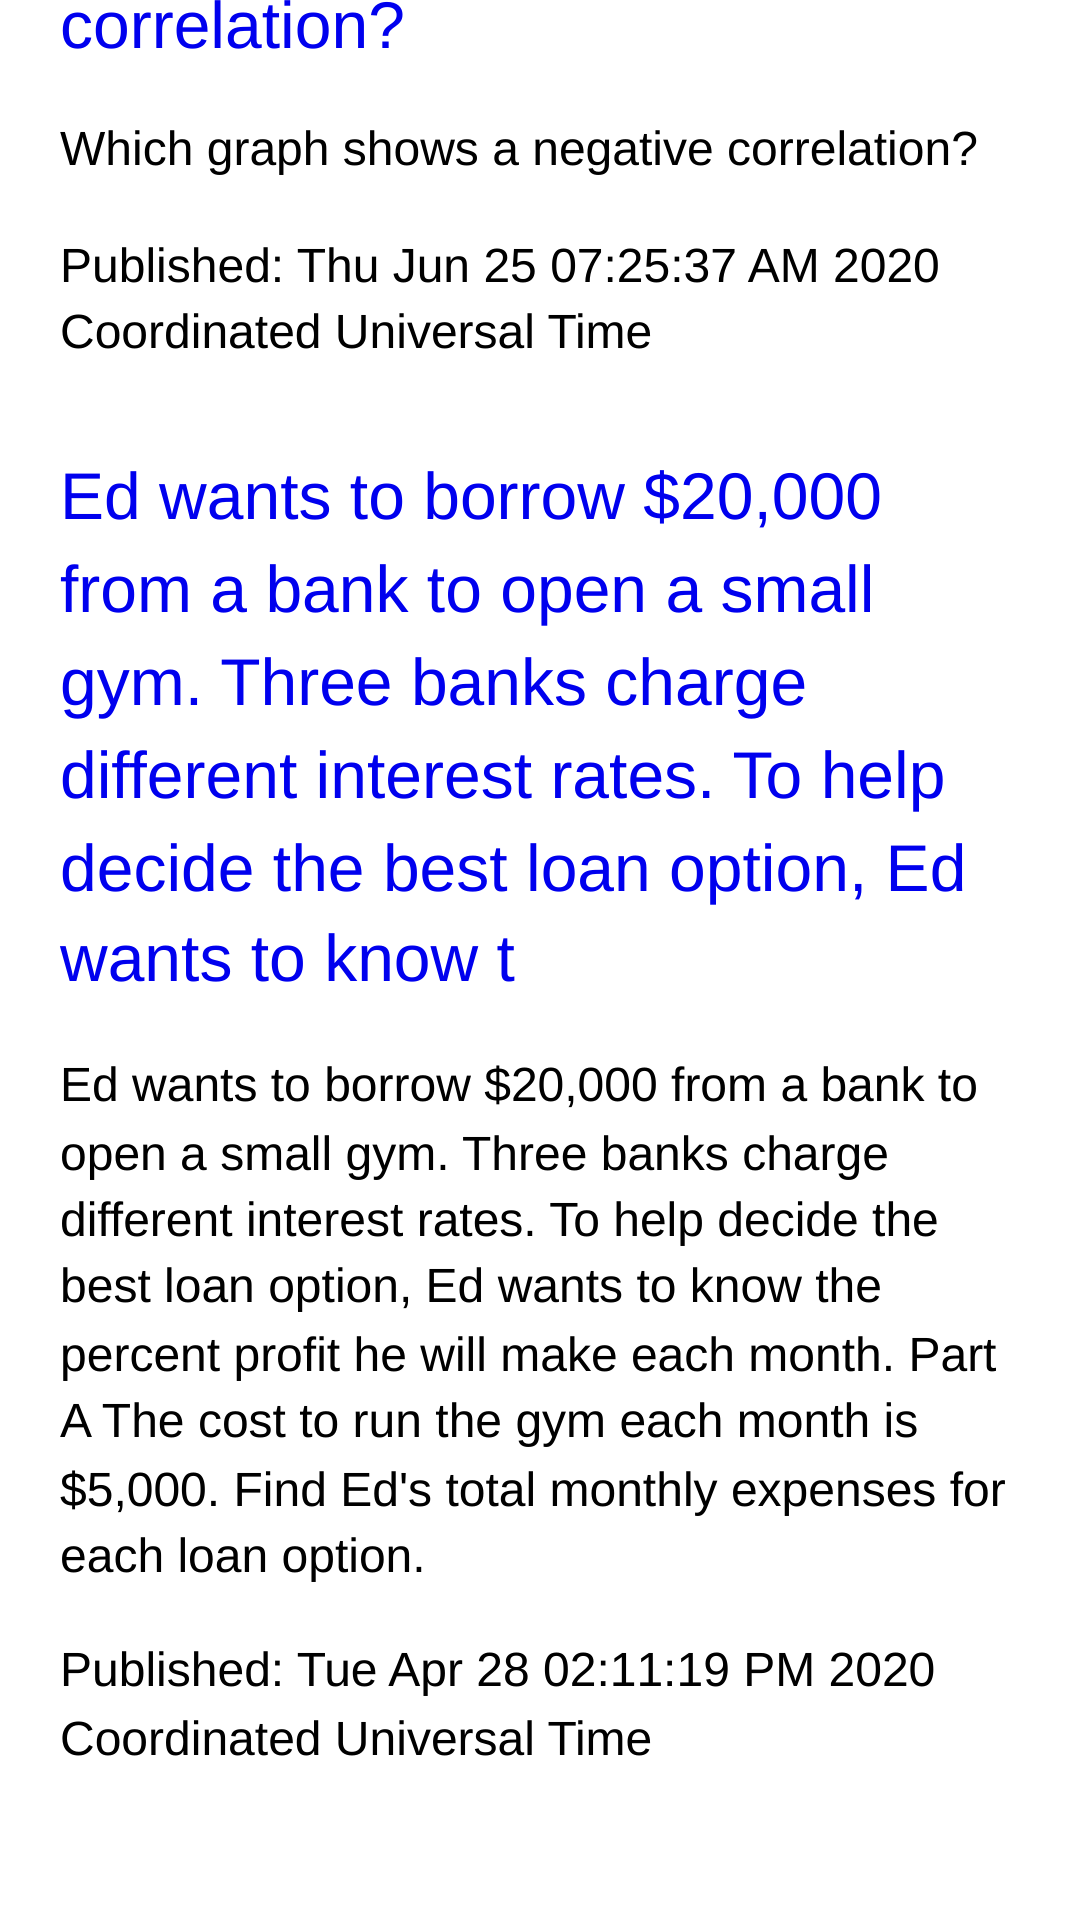 correlation?
Which graph shows a negative correlation?
Published: Thu Jun 25 07:25:37 AM 2020
Coordinated Universal Time
Ed wants to borrow $20,000
from a bank to open a small
gym. Three banks charge
different interest rates. To help
decide the best loan option, Ed
wants to know t
Ed wants to borrow $20,000 from a bank to
open a small gym. Three banks charge
different interest rates. To help decide the
best loan option, Ed wants to know the
percent profit he will make each month. Part
A The cost to run the gym each month is
$5,000. Find Ed's total monthly expenses for
each loan option.
Published: Tue Apr 28 02:11:19 PM 2020
Coordinated Universal Time